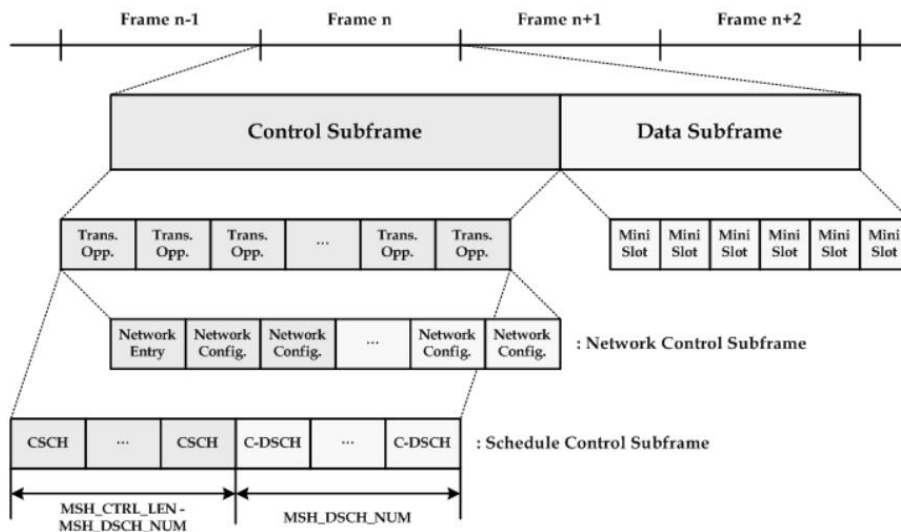 Frame n-1 Frame n Frame n+1 Frame n+2
Control Subframe Data Subframe
Trans. Trans. Trans. ... Trans. Trans. Mini Mini Mini Mini Mini Mini
Opp. Opp. Opp. Opp. Opp. Slot Slot Slot Slot Slot Slot
Network Network Network ... Network Network : Network Control Subframe
Entry Config. Config. Config. Config.
CSCH ... CSCH C-DSCH ... C-DSCH : Schedule Control Subframe
MSH_CTRL_LEN - MSH_DSCH_NUM
MSH_DSCH_NUM